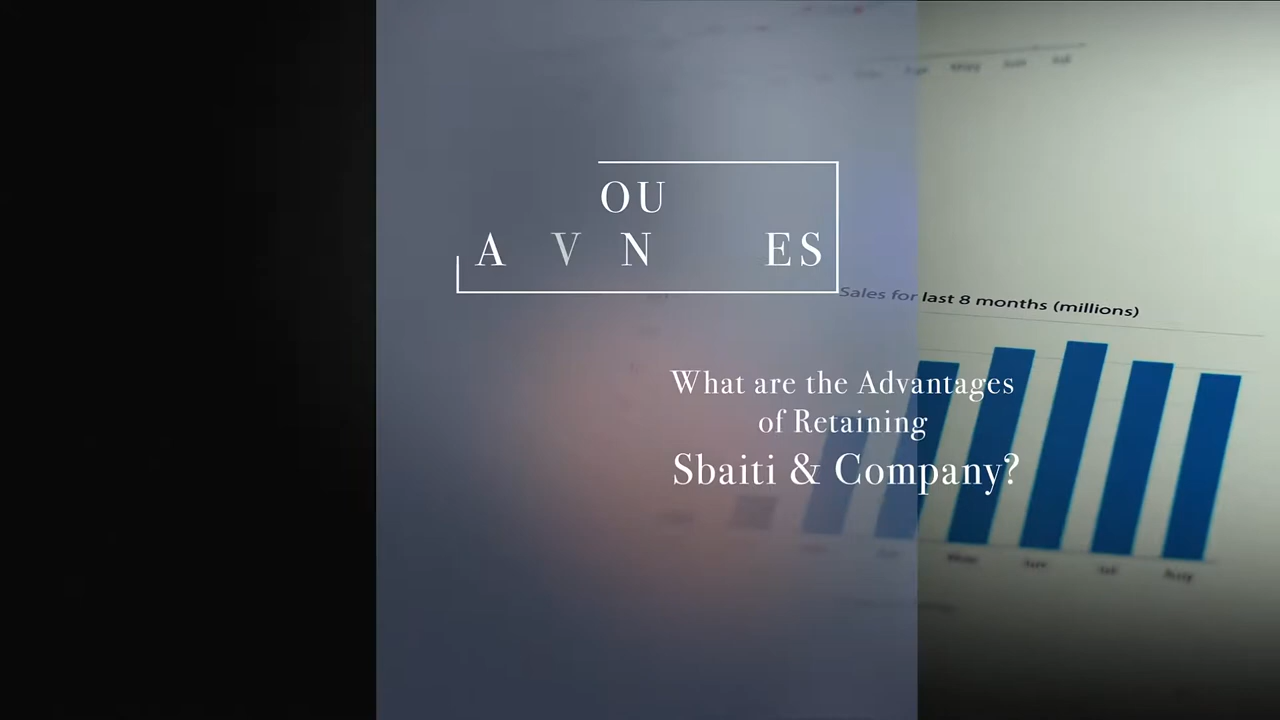 OU
A V N ES
Sales for last 8 months (millions)
What are the Advantages
of Retaining
Sbaiti & Company?